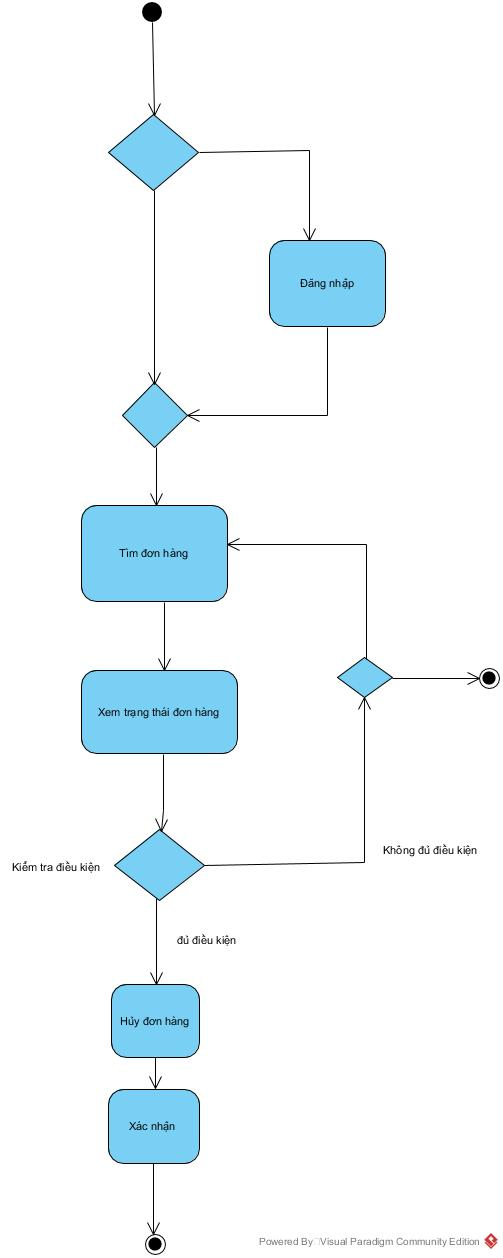 Đăng nhập
Tìm đơn hàng
Xem trạng thái đơn hàng
Không đủ điều kiện
Kiểm tra điều kiện
đủ điều kiện
Hủy đơn hàng
Xác nhận
Powered By Visual Paradigm Community Edition